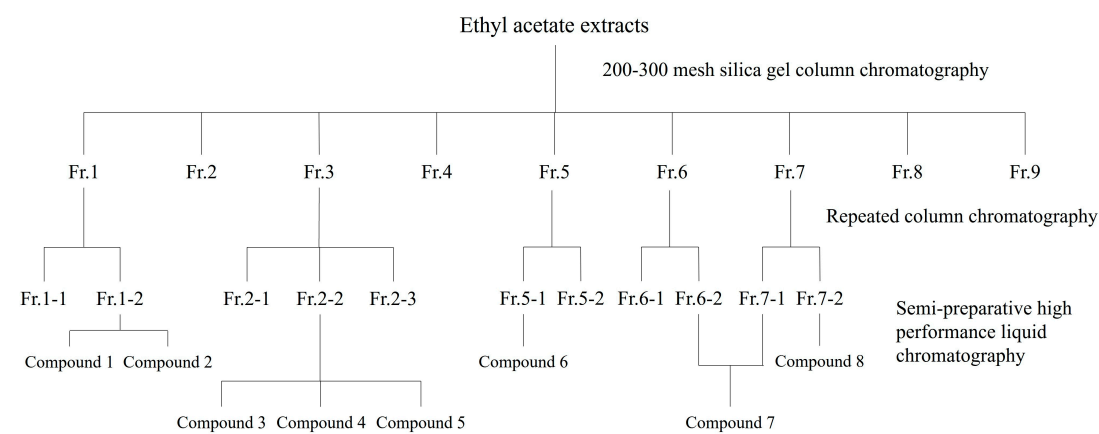 Ethyl acetate extracts
200-300 mesh silica gel column chromatography
Fr.1 Fr.2 Fr.3 Fr.4 Fr.5 Fr.6 Fr.7 Fr.8 Fr.9
Repeated column chromatography
Fr.1-1 Fr.1-2 Fr.2-1 Fr.2-2 Fr.2-3 Fr.5-1 Fr.5-2 Fr.6-1 Fr.6-2 Fr.7-1 Fr.7-2
Semi-preparative high
performance liquid
chromatography
Compound 1 Compound 2 Compound 6 Compound 8
Compound 3 Compound 4 Compound 5 Compound 7